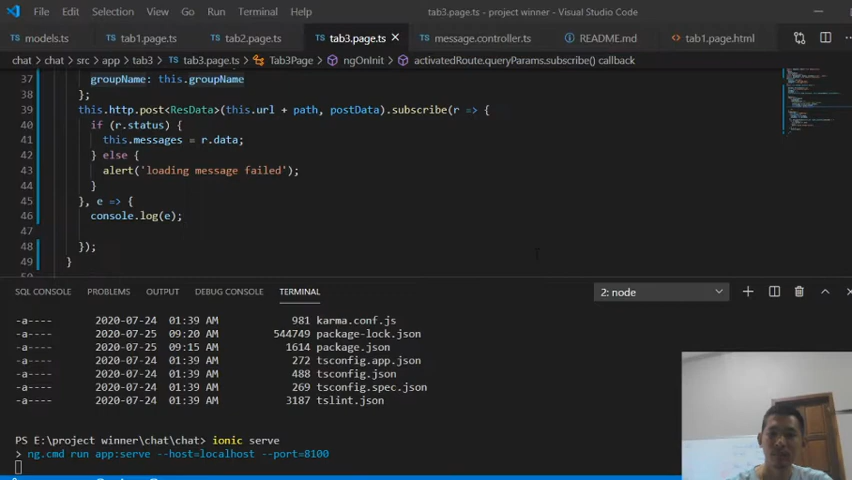 File Edit Selection View Go Run Terminal Help tab3.page.ts - project winner - Visual Studio Code
TS models.ts TS tab1.page.ts TS tab2.page.ts TS tab3.page.ts TS message.controller.ts README.md tab1.page.html
chat > chat > src > app > tab3 > TS tab3.page.ts > Tab3Page > ngOnInit > activatedRoute.queryParams.subscribe() callback
37 groupName: this.groupName
38 };
39 this.http.post<ResData>(this.url + path, postData).subscribe(r => {
40 if (r.status) {
41 this.messages = r.data;
42 } else {
43 alert('loading message failed');
44 }
45 }, e => {
46 console.log(e);
47
48 });
49 }
SQL CONSOLE PROBLEMS OUTPUT DEBUG CONSOLE TERMINAL 2: node
-a---- 2020-07-24 01:39 AM 981 karma.conf.js
-a---- 2020-07-25 09:20 AM 544749 package-lock.json
-a---- 2020-07-25 09:15 AM 1614 package.json
-a---- 2020-07-24 01:39 AM 272 tsconfig.app.json
-a---- 2020-07-24 01:39 AM 488 tsconfig.json
-a---- 2020-07-24 01:39 AM 269 tsconfig.spec.json
-a---- 2020-07-24 01:39 AM 3187 tslint.json
PS E:\project winner\chat\chat> ionic serve
> ng.cmd run app:serve --host=localhost --port=8100